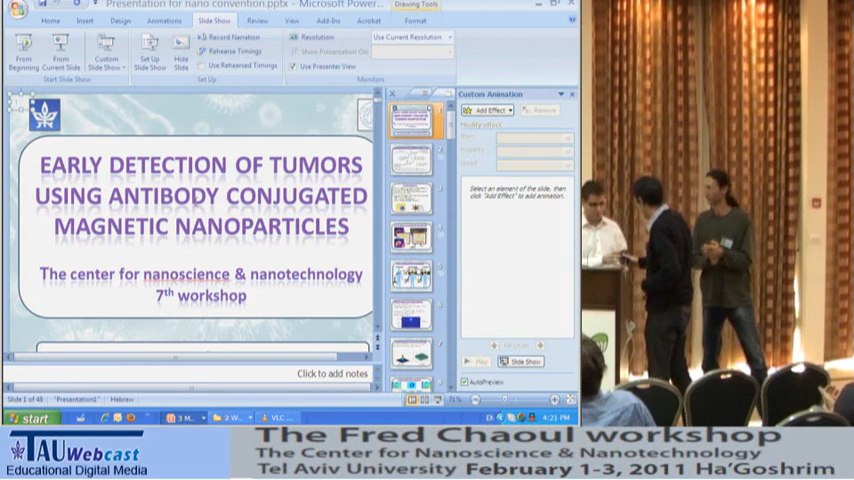 Presentation for nano convention.pptx - Microsoft Power...
Drawing Tools
Home Insert Design Animations Slide Show Review View Add-Ins Acrobat Format
From Beginning
From Current Slide
Custom Slide Show
Set Up Slide Show
Hide Slide
Record Narration
Rehearse Timings
Use Rehearsed Timings
Resolution:
Use Current Resolution
Show Presentation On:
Use Presenter View
Start Slide Show
Set Up
Monitors
Custom Animation
Add Effect
Remove
Modify effect
Select an element of the slide, then
click "Add Effect" to add animation.
EARLY DETECTION OF TUMORS
USING ANTIBODY CONJUGATED
MAGNETIC NANOPARTICLES
The center for nanoscience & nanotechnology
7th workshop
Click to add notes
Play
Slide Show
AutoPreview
Slide 1 of 48
"Presentation1"
Hebrew
71%
start
3 M...
2 W...
VLC ...
4:21 PM
TAU Webcast
Educational Digital Media
The Fred Chaoul workshop
The Center for Nanoscience & Nanotechnology
Tel Aviv University February 1-3, 2011 Ha'Goshrim